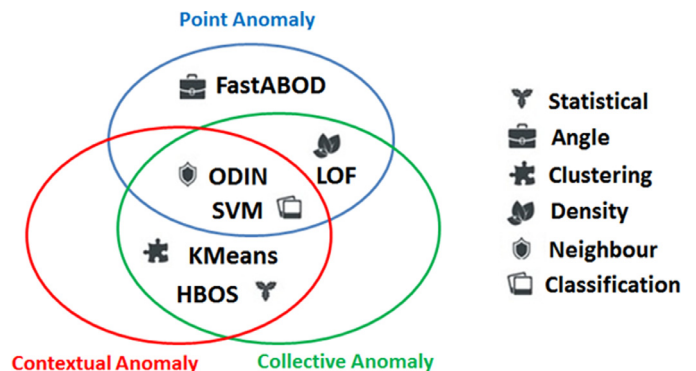 Point Anomaly
FastABOD
ODIN
LOF
SVM
KMeans
HBOS
Contextual Anomaly
Collective Anomaly
Statistical
Angle
Clustering
Density
Neighbour
Classification